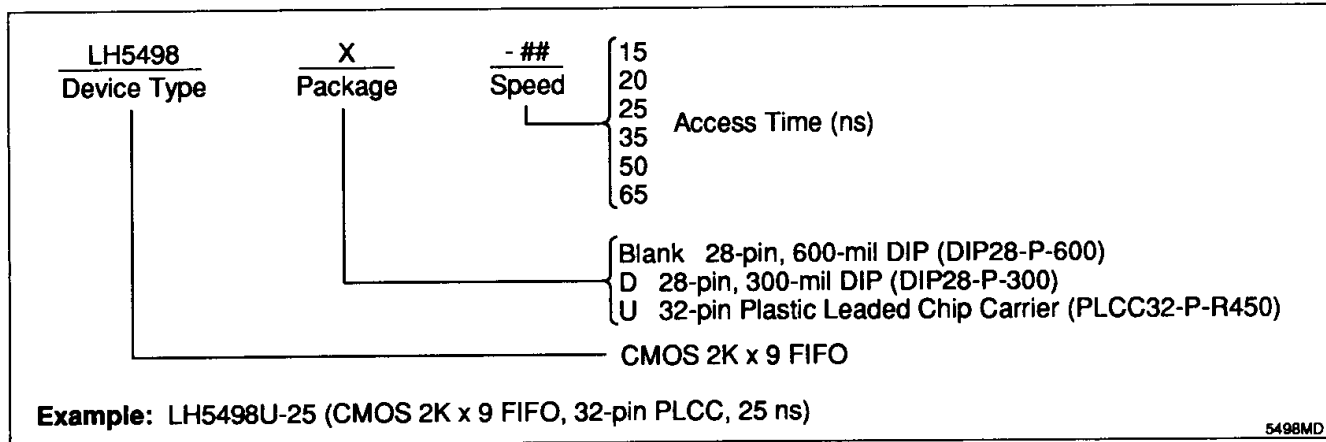 LH5498 X - ##
Device Type Package Speed
15
20
25
35
50
65
Access Time (ns)
Blank 28-pin, 600-mil DIP (DIP28-P-600)
D 28-pin, 300-mil DIP (DIP28-P-300)
U 32-pin Plastic Leaded Chip Carrier (PLCC32-P-R450)
CMOS 2K x 9 FIFO
Example: LH5498U-25 (CMOS 2K x 9 FIFO, 32-pin PLCC, 25 ns)
5498MD